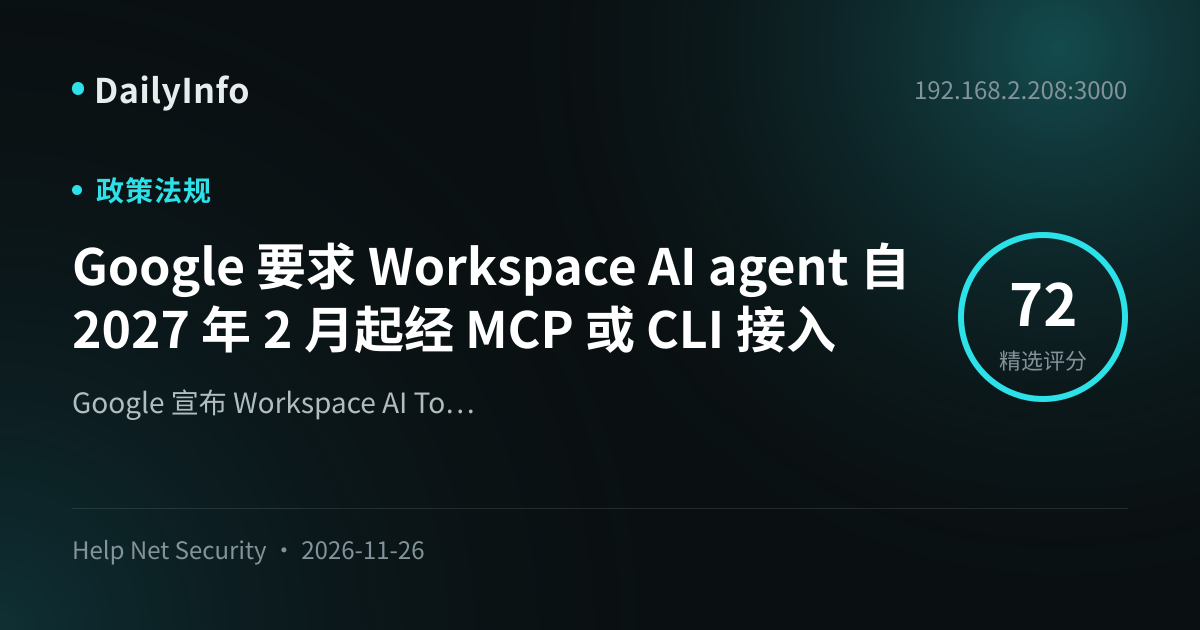 DailyInfo
192.168.2.208:3000
政策法规
Google 要求 Workspace AI agent 自
2027 年 2 月起经 MCP 或 CLI 接入
72
精选评分
Google 宣布 Workspace AI To…
Help Net Security · 2026-11-26